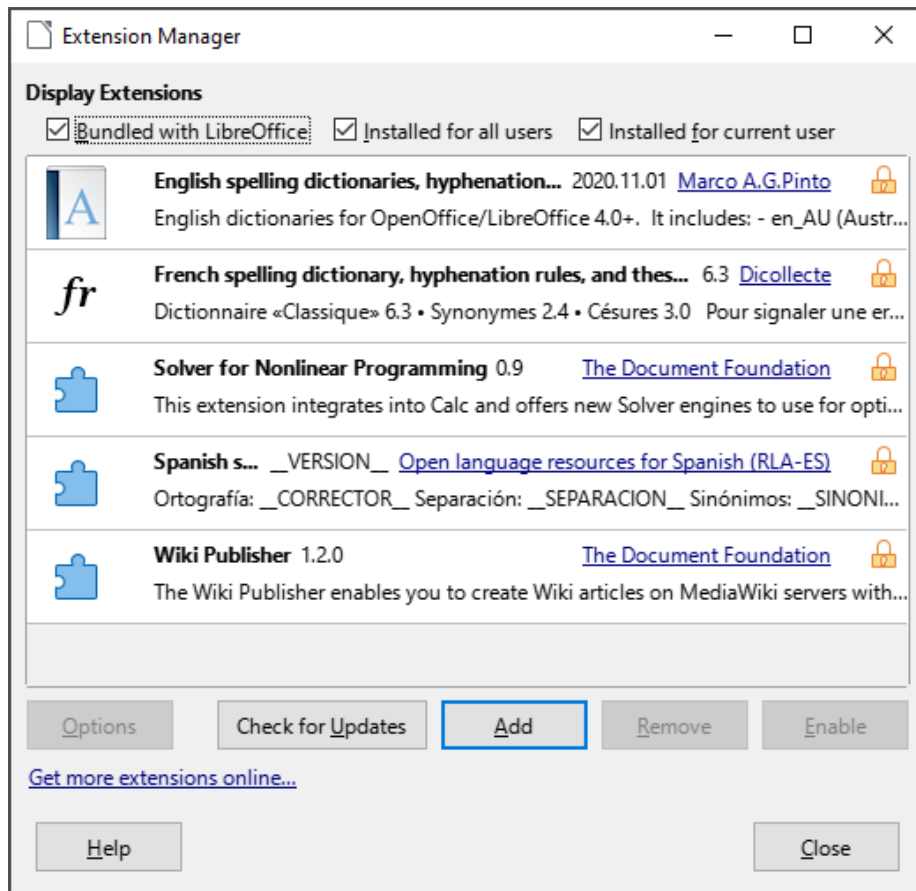 Extension Manager
Display Extensions
Bundled with LibreOffice Installed for all users Installed for current user
English spelling dictionaries, hyphenation... 2020.11.01 Marco A.G.Pinto
English dictionaries for OpenOffice/LibreOffice 4.0+. It includes: - en_AU (Austr...
fr
French spelling dictionary, hyphenation rules, and thes... 6.3 Dicollecte
Dictionnaire «Classique» 6.3 • Synonymes 2.4 • Césures 3.0 Pour signaler une er...
Solver for Nonlinear Programming 0.9 The Document Foundation
This extension integrates into Calc and offers new Solver engines to use for opti...
Spanish s... __VERSION__ Open language resources for Spanish (RLA-ES)
Ortografía: __CORRECTOR__ Separación: __SEPARACION__ Sinónimos: __SINONI...
Wiki Publisher 1.2.0 The Document Foundation
The Wiki Publisher enables you to create Wiki articles on MediaWiki servers with...
Options Check for Updates Add Remove Enable
Get more extensions online...
Help Close